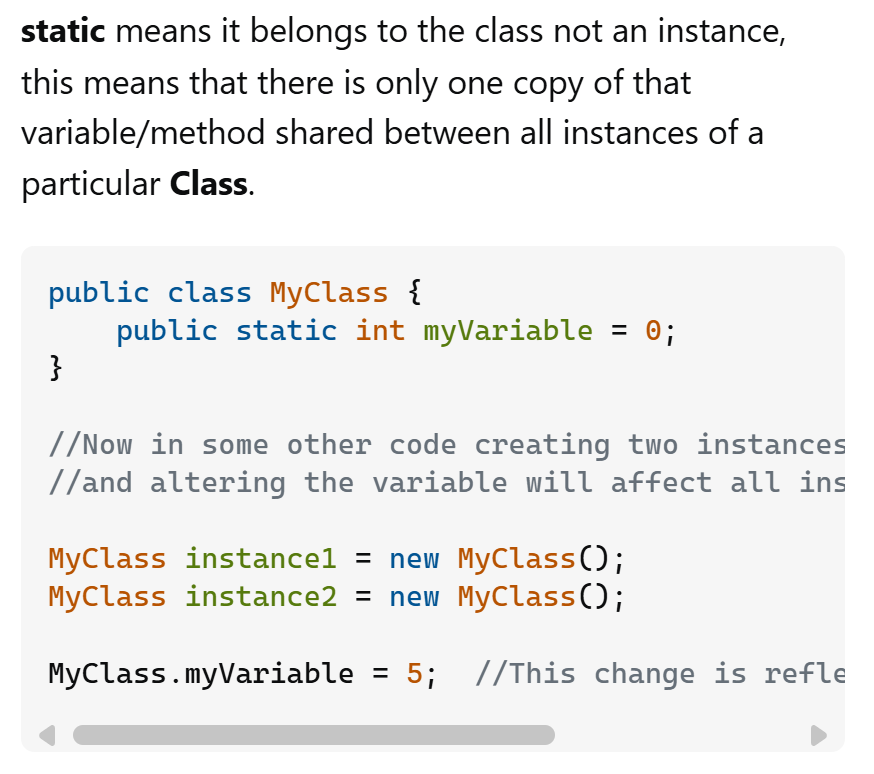 static means it belongs to the class not an instance,
this means that there is only one copy of that
variable/method shared between all instances of a
particular Class.
public class MyClass {
    public static int myVariable = 0;
}
//Now in some other code creating two instances
//and altering the variable will affect all ins
MyClass instance1 = new MyClass();
MyClass instance2 = new MyClass();
MyClass.myVariable = 5;  //This change is refle